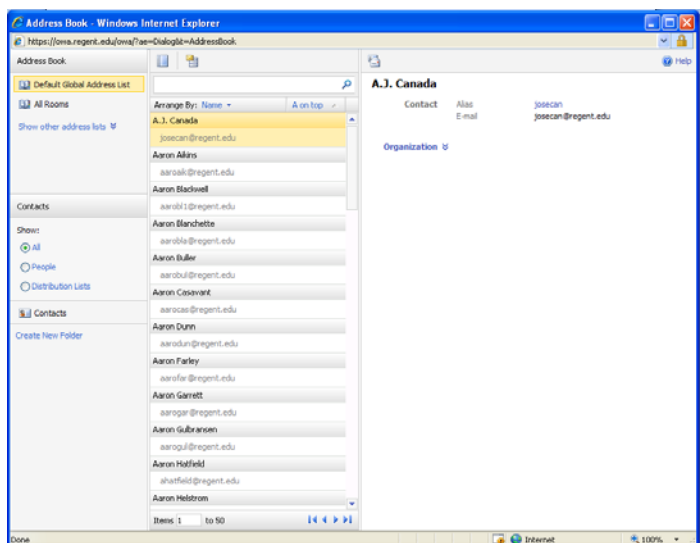 Address Book - Windows Internet Explorer
https://owa.regent.edu/owa/?ae=Dialog&t=AddressBook
Address Book
Help
Default Global Address List
All Rooms
Show other address lists
Contacts
Show:
All
People
Distribution Lists
Contacts
Create New Folder
Arrange By: Name
A on top
A.J. Canada
josecan@regent.edu
Aaron Aikins
aaroaik@regent.edu
Aaron Blackwell
aarobl1@regent.edu
Aaron Blanchette
aarobla@regent.edu
Aaron Buller
aarobul@regent.edu
Aaron Casavant
aarocas@regent.edu
Aaron Dunn
aarodun@regent.edu
Aaron Farley
aarofar@regent.edu
Aaron Garrett
aarogar@regent.edu
Aaron Gulbransen
aarogul@regent.edu
Aaron Hatfield
ahatfield@regent.edu
Aaron Helstrom
Items 1 to 50
A.J. Canada
Contact Alias josecan
E-mail josecan@regent.edu
Organization
Done
Internet
100%